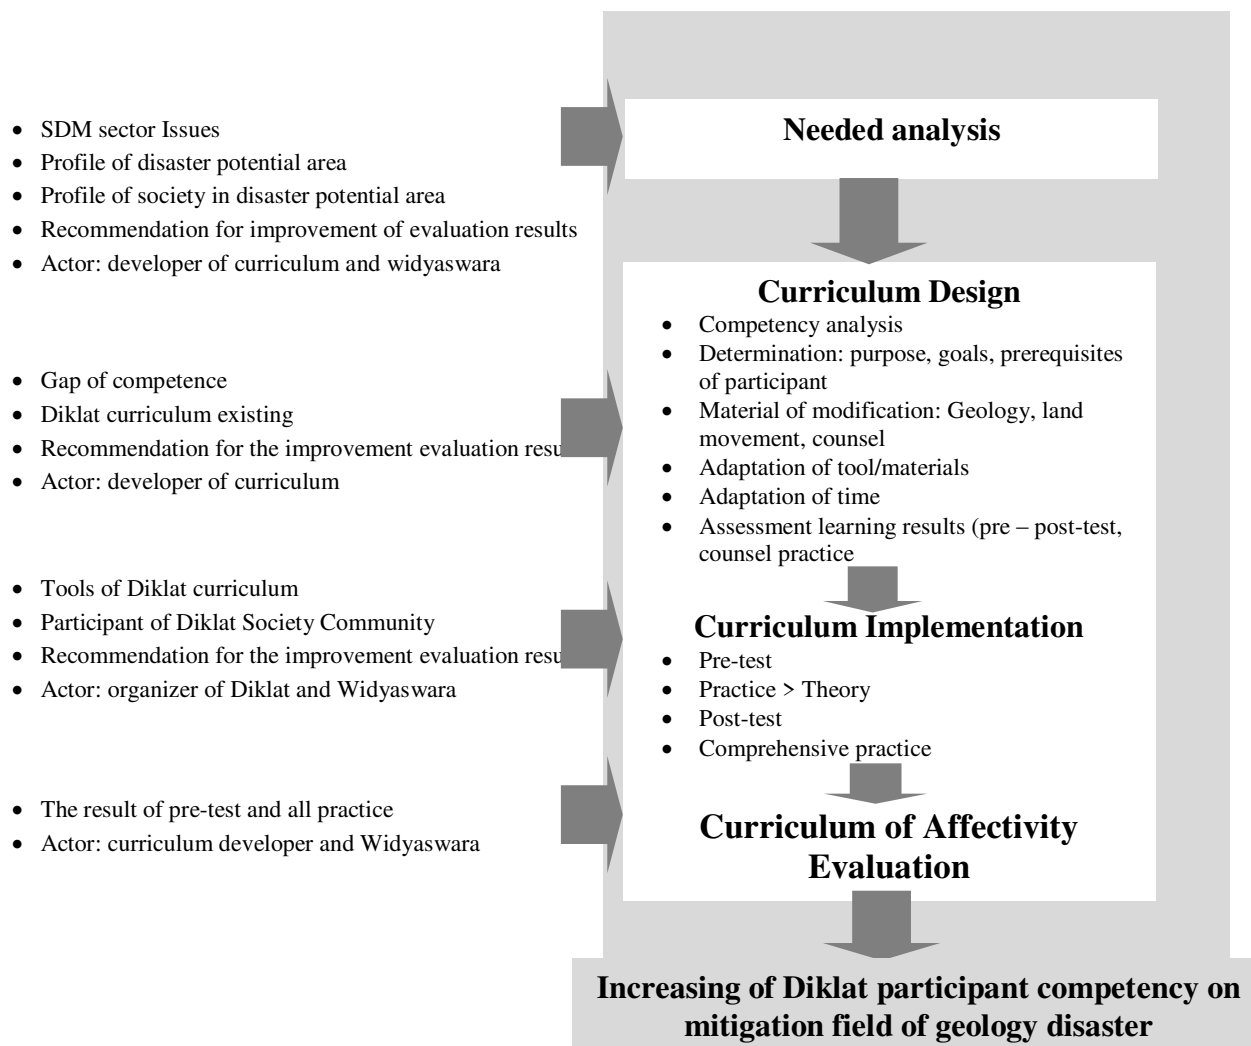 • SDM sector Issues
• Profile of disaster potential area
• Profile of society in disaster potential area
• Recommendation for improvement of evaluation results
• Actor: developer of curriculum and widyaswara
Needed analysis
• Gap of competence
• Diklat curriculum existing
• Recommendation for the improvement evaluation resu
• Actor: developer of curriculum
Curriculum Design
• Competency analysis
• Determination: purpose, goals, prerequisites
of participant
• Material of modification: Geology, land
movement, counsel
• Adaptation of tool/materials
• Adaptation of time
• Assessment learning results (pre – post-test,
counsel practice
• Tools of Diklat curriculum
• Participant of Diklat Society Community
• Recommendation for the improvement evaluation resu
• Actor: organizer of Diklat and Widyaswara
Curriculum Implementation
• Pre-test
• Practice > Theory
• Post-test
• Comprehensive practice
• The result of pre-test and all practice
• Actor: curriculum developer and Widyaswara
Curriculum of Affectivity
Evaluation
Increasing of Diklat participant competency on
mitigation field of geology disaster